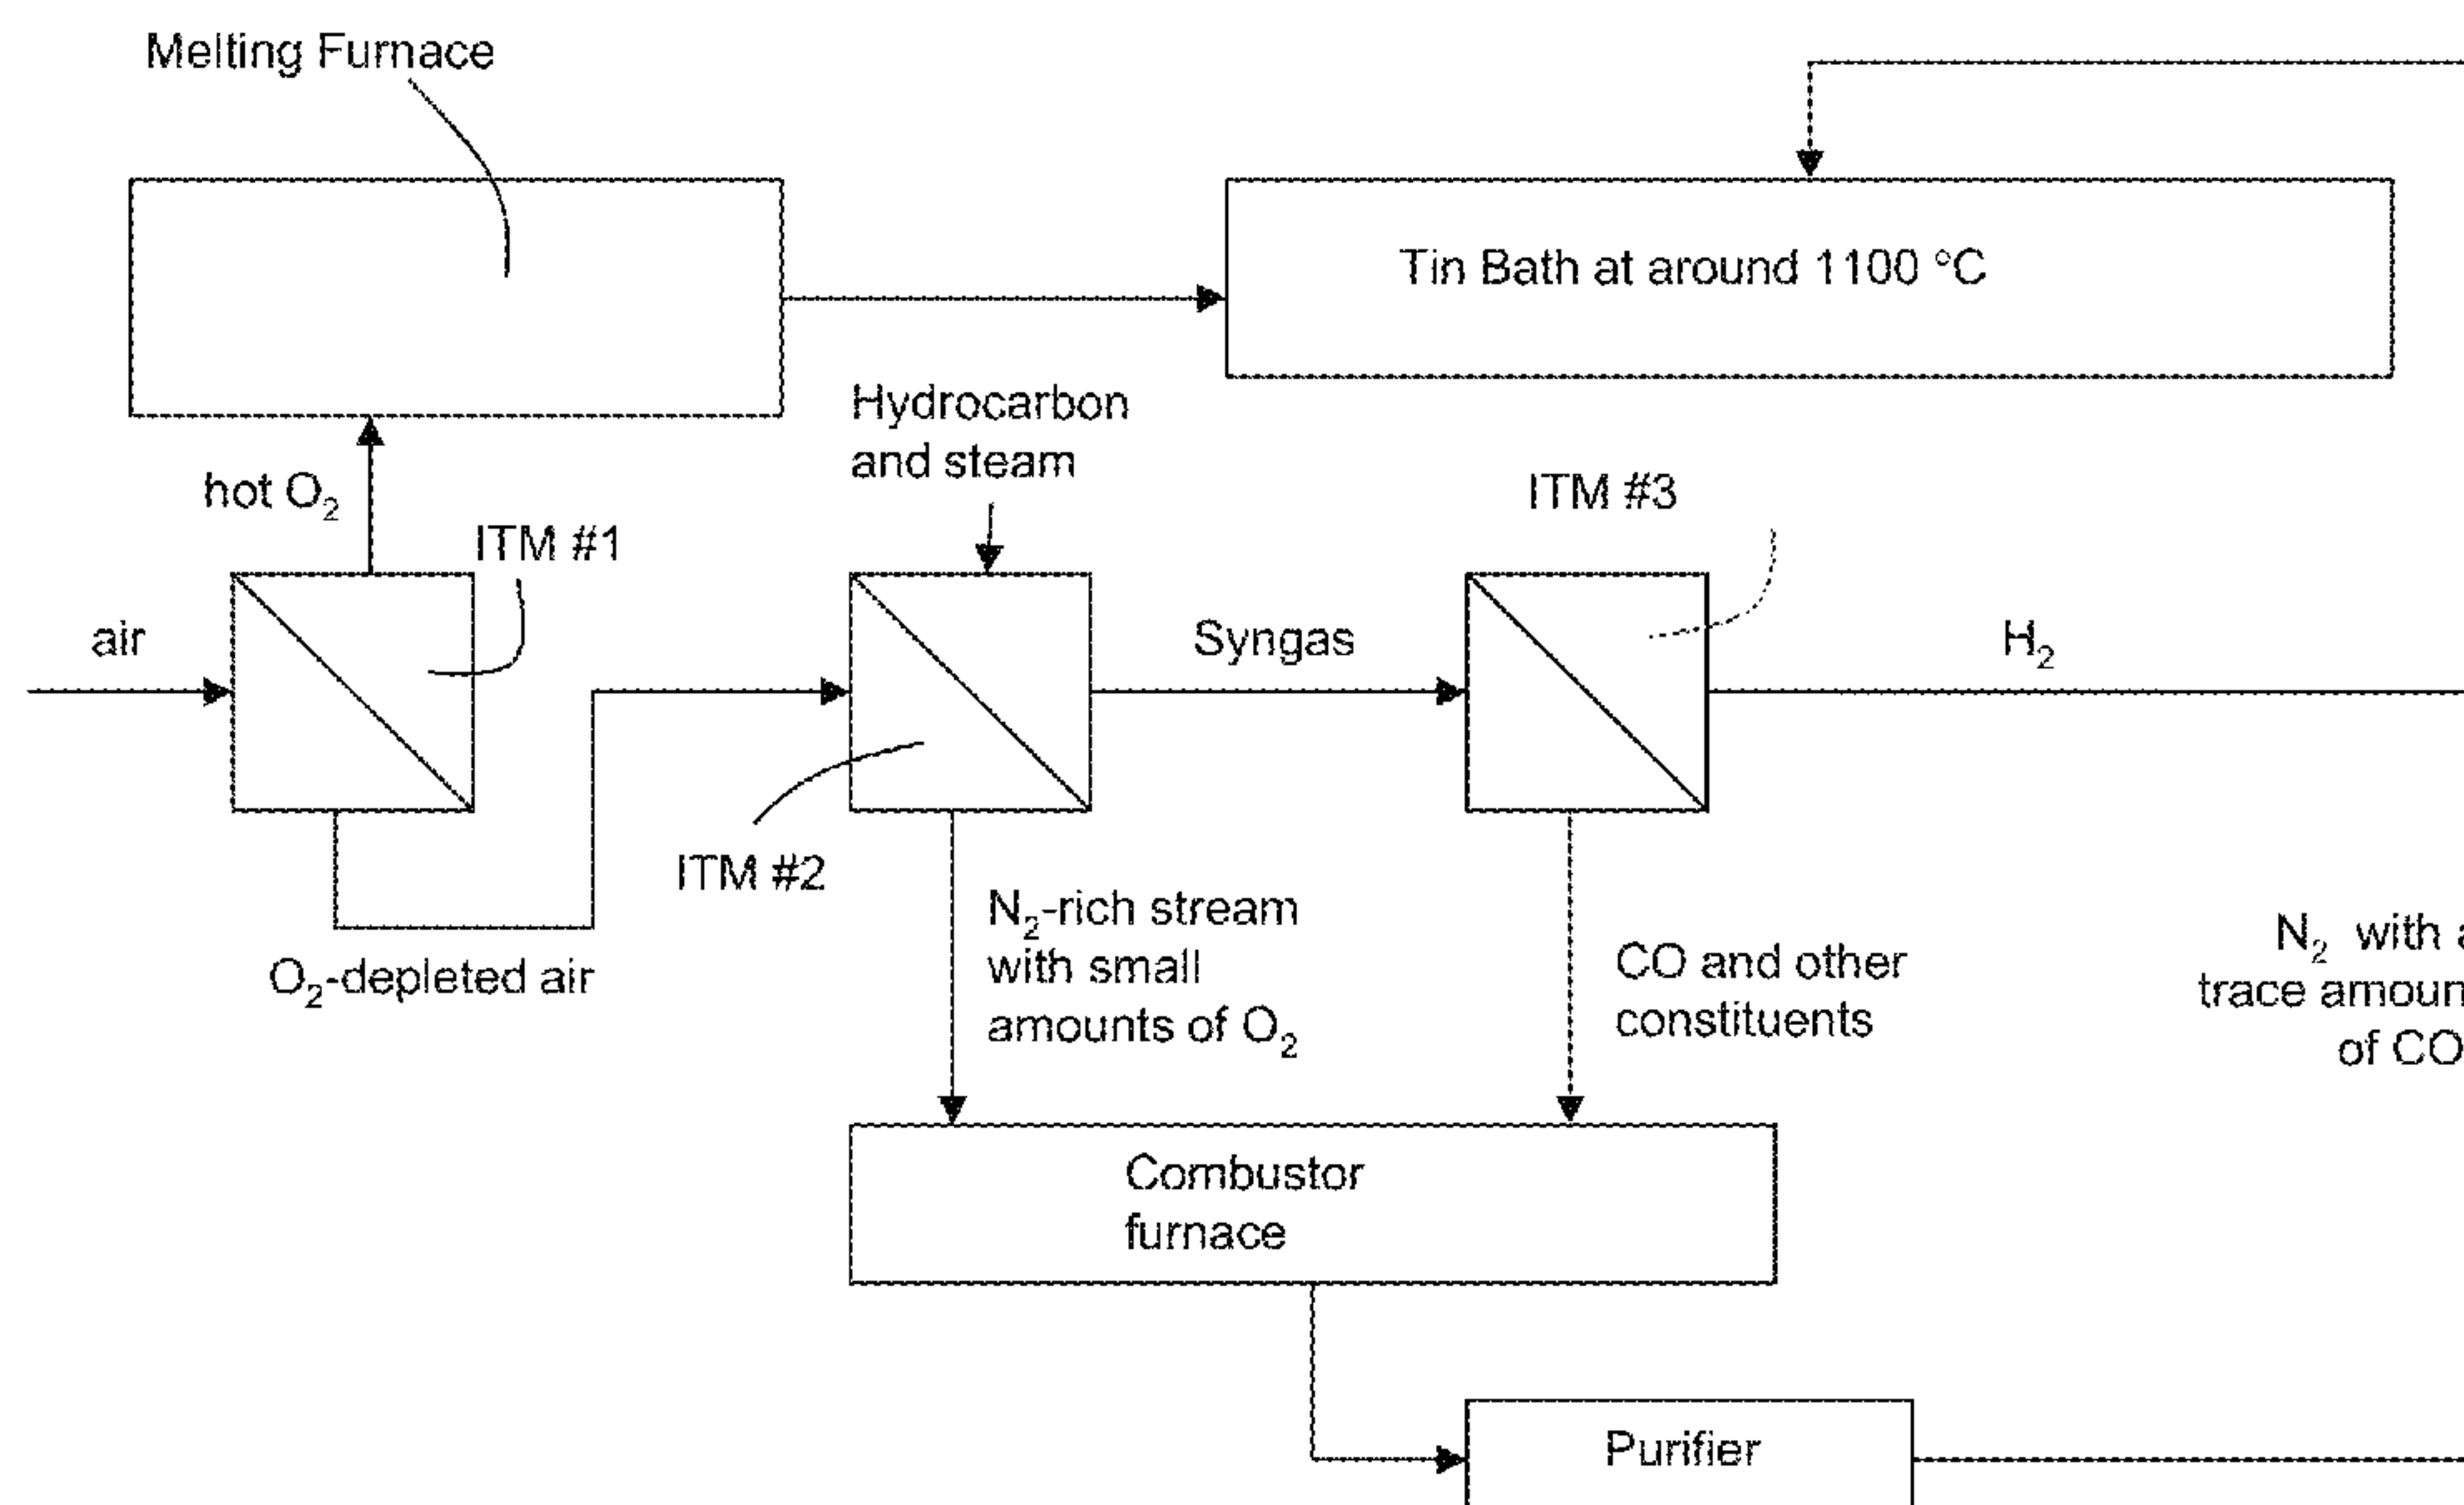 Melting Furnace
Tin Bath at around 1100 °C
Hydrocarbon
and steam
hot O₂
ITM #1
ITM #3
air
Syngas
H₂
ITM #2
O₂-depleted air
N₂-rich stream
with small
amounts of O₂
CO and other
constituents
N₂ with
trace
of CO
Combustor
furnace
Purifier